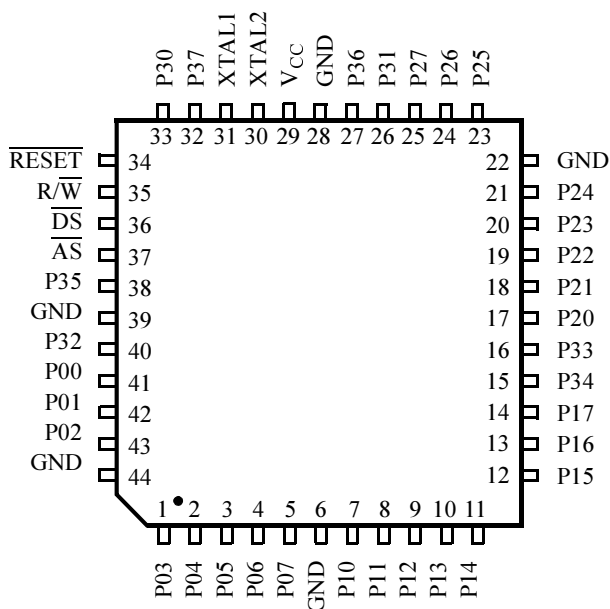 P30 P37 XTAL1 XTAL2 VCC GND P36 P31 P27 P26 P25
33 32 31 30 29 28 27 26 25 24 23
R̅E̅S̅E̅T̅ 34 22 GND
R/W̅ 35 21 P24
D̅S̅ 36 20 P23
A̅S̅ 37 19 P22
P35 38 18 P21
GND 39 17 P20
P32 40 16 P33
P00 41 15 P34
P01 42 14 P17
P02 43 13 P16
GND 44 12 P15
1 2 3 4 5 6 7 8 9 10 11
P03 P04 P05 P06 P07 GND P10 P11 P12 P13 P14